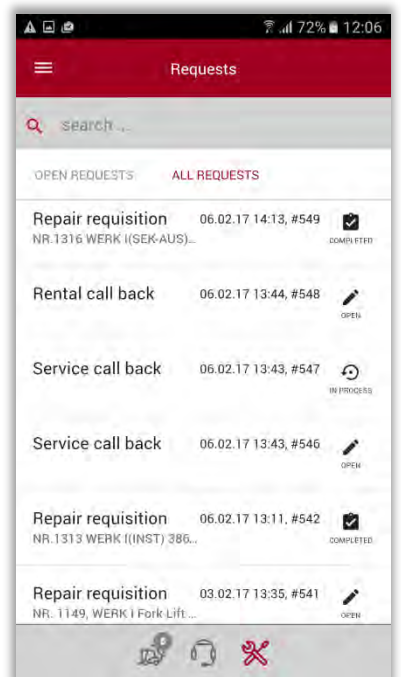 72% 12:06
Requests
search ...
OPEN REQUESTS ALL REQUESTS
Repair requisition 06.02.17 14:13, #549
NR.1316 WERK I(SEK-AUS)... COMPLETED
Rental call back 06.02.17 13:44, #548
OPEN
Service call back 06.02.17 13:43, #547
IN PROCESS
Service call back 06.02.17 13:43, #546
OPEN
Repair requisition 06.02.17 13:11, #542
NR.1313 WERK I(INST) 386... COMPLETED
Repair requisition 03.02.17 13:35, #541
NR. 1149, WERK I Fork Lift ... OPEN